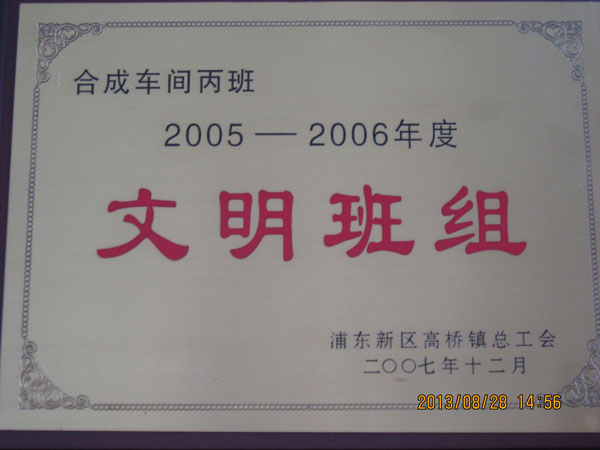 合成车间丙班
2005—2006年度
文明班组
浦东新区高桥镇总工会
二〇〇七年十二月
2013/08/28 14:56